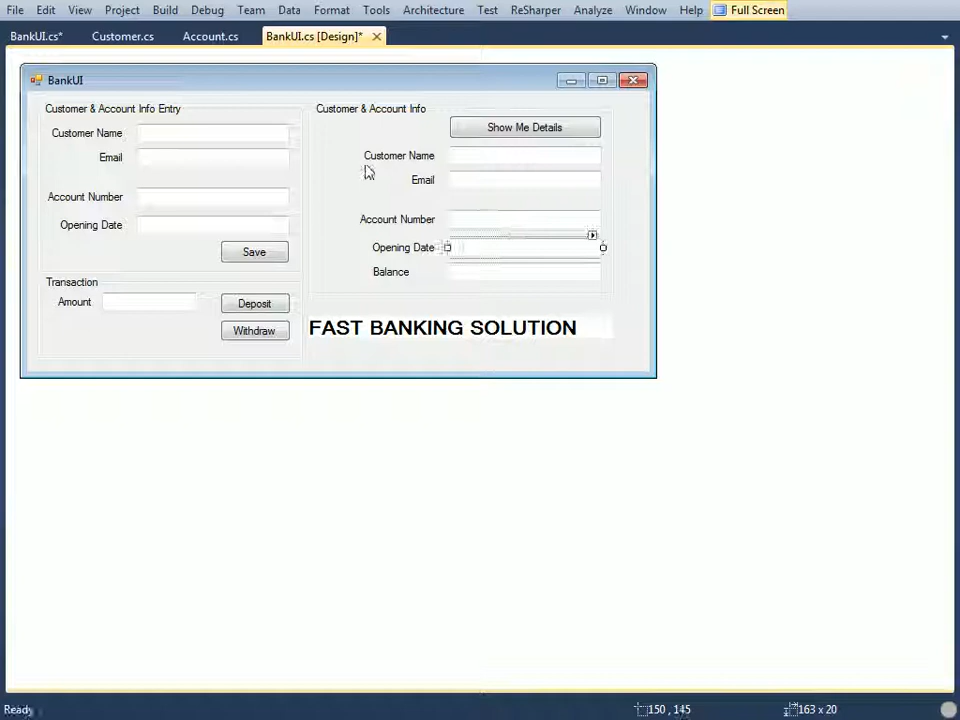 File Edit View Project Build Debug Team Data Format Tools Architecture Test ReSharper Analyze Window Help Full Screen
BankUI.cs* Customer.cs Account.cs BankUI.cs [Design]*
BankUI
Customer & Account Info Entry
Customer Name
Email
Account Number
Opening Date
Save
Transaction
Amount
Deposit
Withdraw
Customer & Account Info
Show Me Details
Customer Name
Email
Account Number
Opening Date
Balance
FAST BANKING SOLUTION
Ready 150 , 145 163 x 20